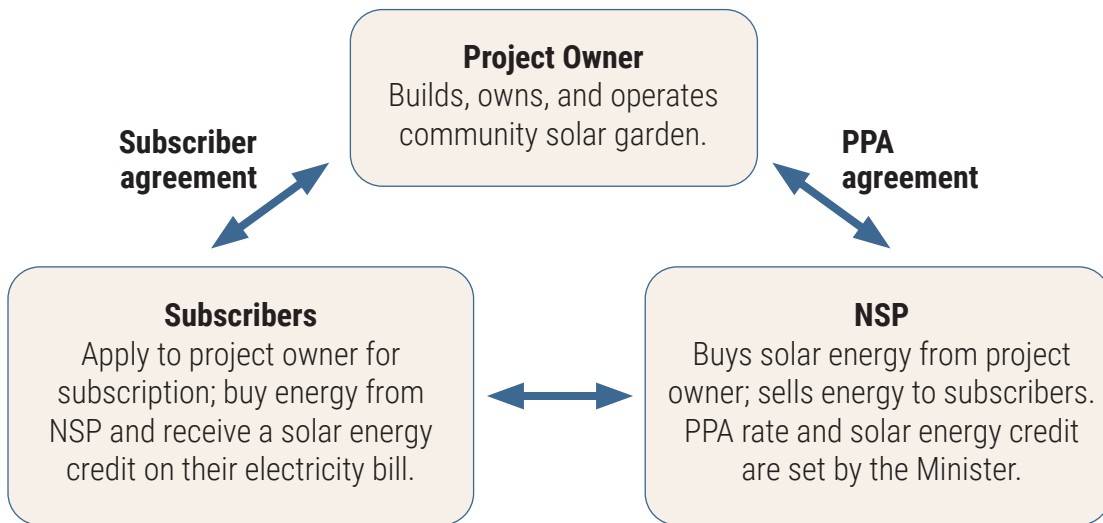 Project Owner
Builds, owns, and operates
community solar garden.
Subscriber
agreement
PPA
agreement
Subscribers
Apply to project owner for
subscription; buy energy from
NSP and receive a solar energy
credit on their electricity bill.
NSP
Buys solar energy from project
owner; sells energy to subscribers.
PPA rate and solar energy credit
are set by the Minister.